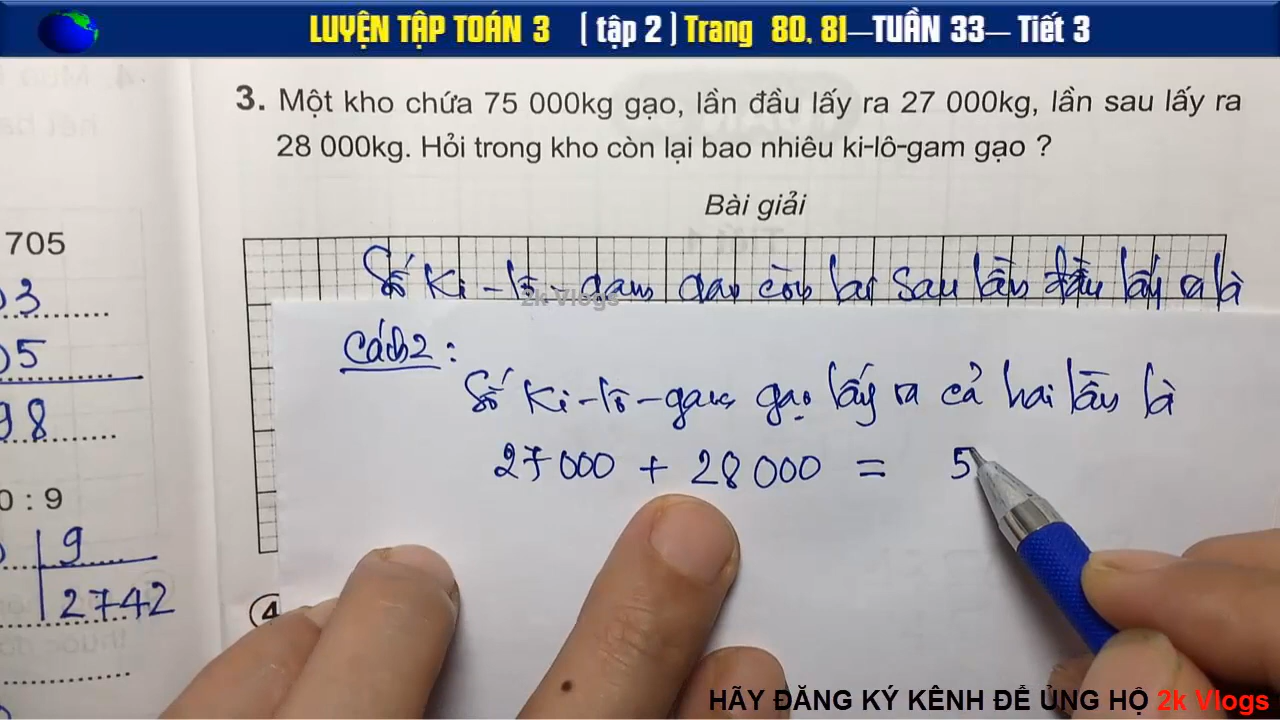 LUYỆN TẬP TOÁN 3 ( tập 2 ) Trang 80, 81–TUẦN 33– Tiết 3
3. Một kho chứa 75 000kg gạo, lần đầu lấy ra 27 000kg, lần sau lấy ra
28 000kg. Hỏi trong kho còn lại bao nhiêu ki-lô-gam gạo ?
Bài giải
Số ki-lô-gam gạo còn lại sau lần đầu lấy ra là
2k Vlogs
Cách 2 :
Số ki-lô-gam gạo lấy ra cả hai lần là
27 000 + 28 000 = 5
4
705
03
05
98
0 : 9
9
2742
HÃY ĐĂNG KÝ KÊNH ĐỂ ỦNG HỘ 2k Vlogs